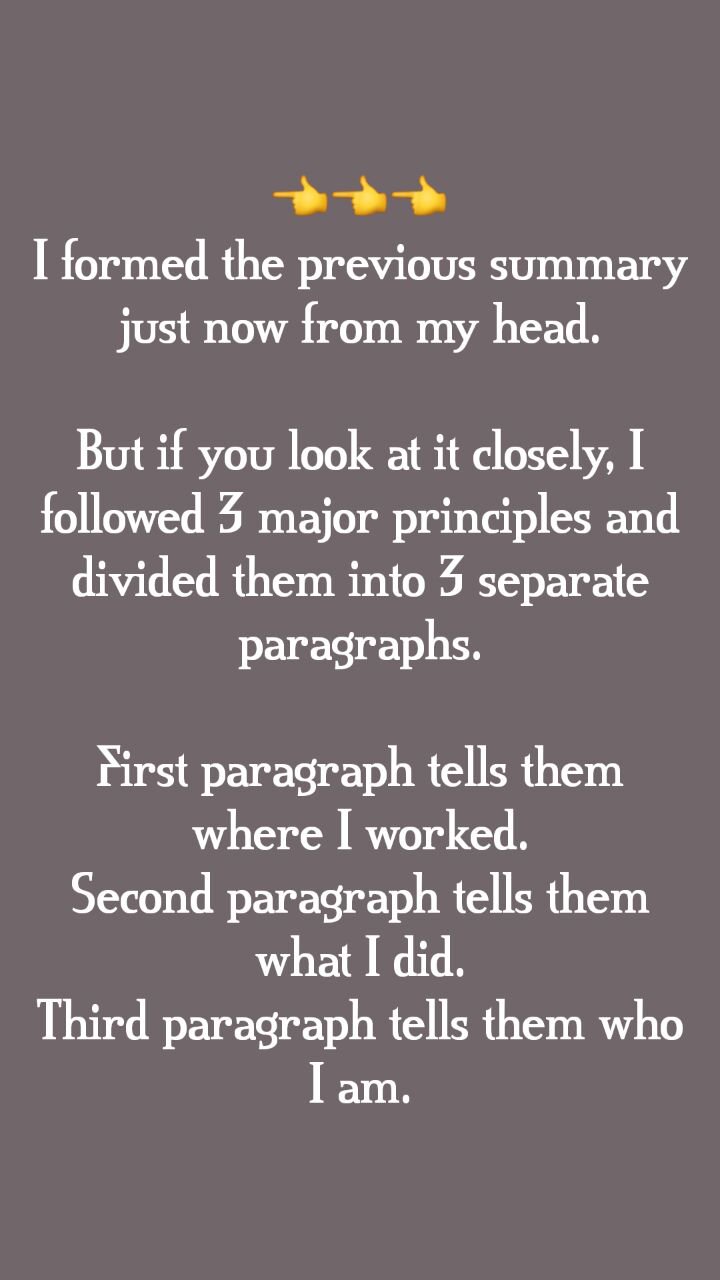 👈👈👈
I formed the previous summary
just now from my head.
But if you look at it closely, I
followed 3 major principles and
divided them into 3 separate
paragraphs.
First paragraph tells them
where I worked.
Second paragraph tells them
what I did.
Third paragraph tells them who
I am.